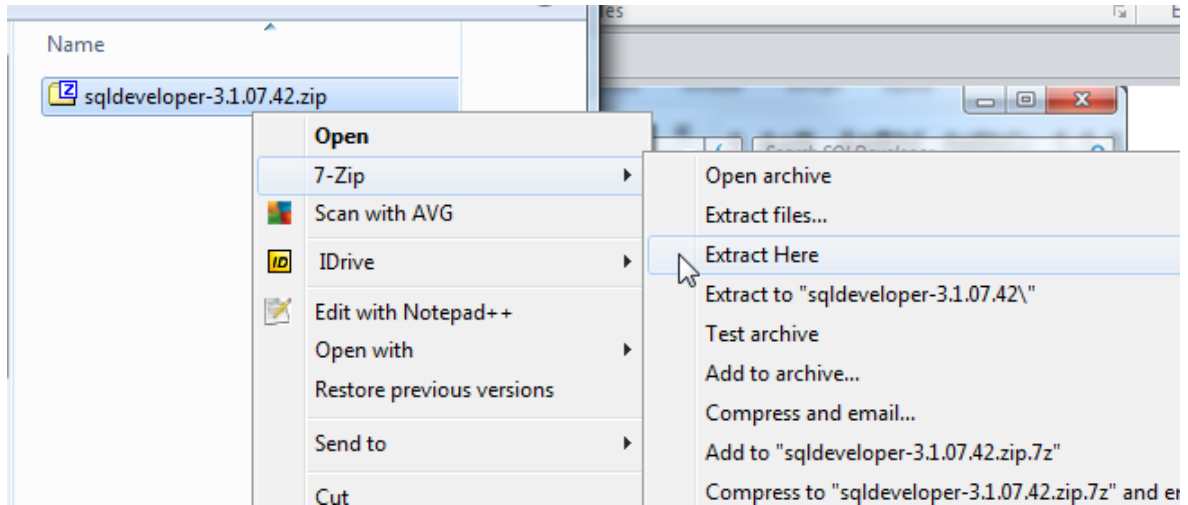 Name
sqldeveloper-3.1.07.42.zip
Open
7-Zip
Scan with AVG
ID IDrive
Edit with Notepad++
Open with
Restore previous versions
Send to
Cut
Open archive
Extract files...
Extract Here
Extract to "sqldeveloper-3.1.07.42\"
Test archive
Add to archive...
Compress and email...
Add to "sqldeveloper-3.1.07.42.zip.7z"
Compress to "sqldeveloper-3.1.07.42.zip.7z" and